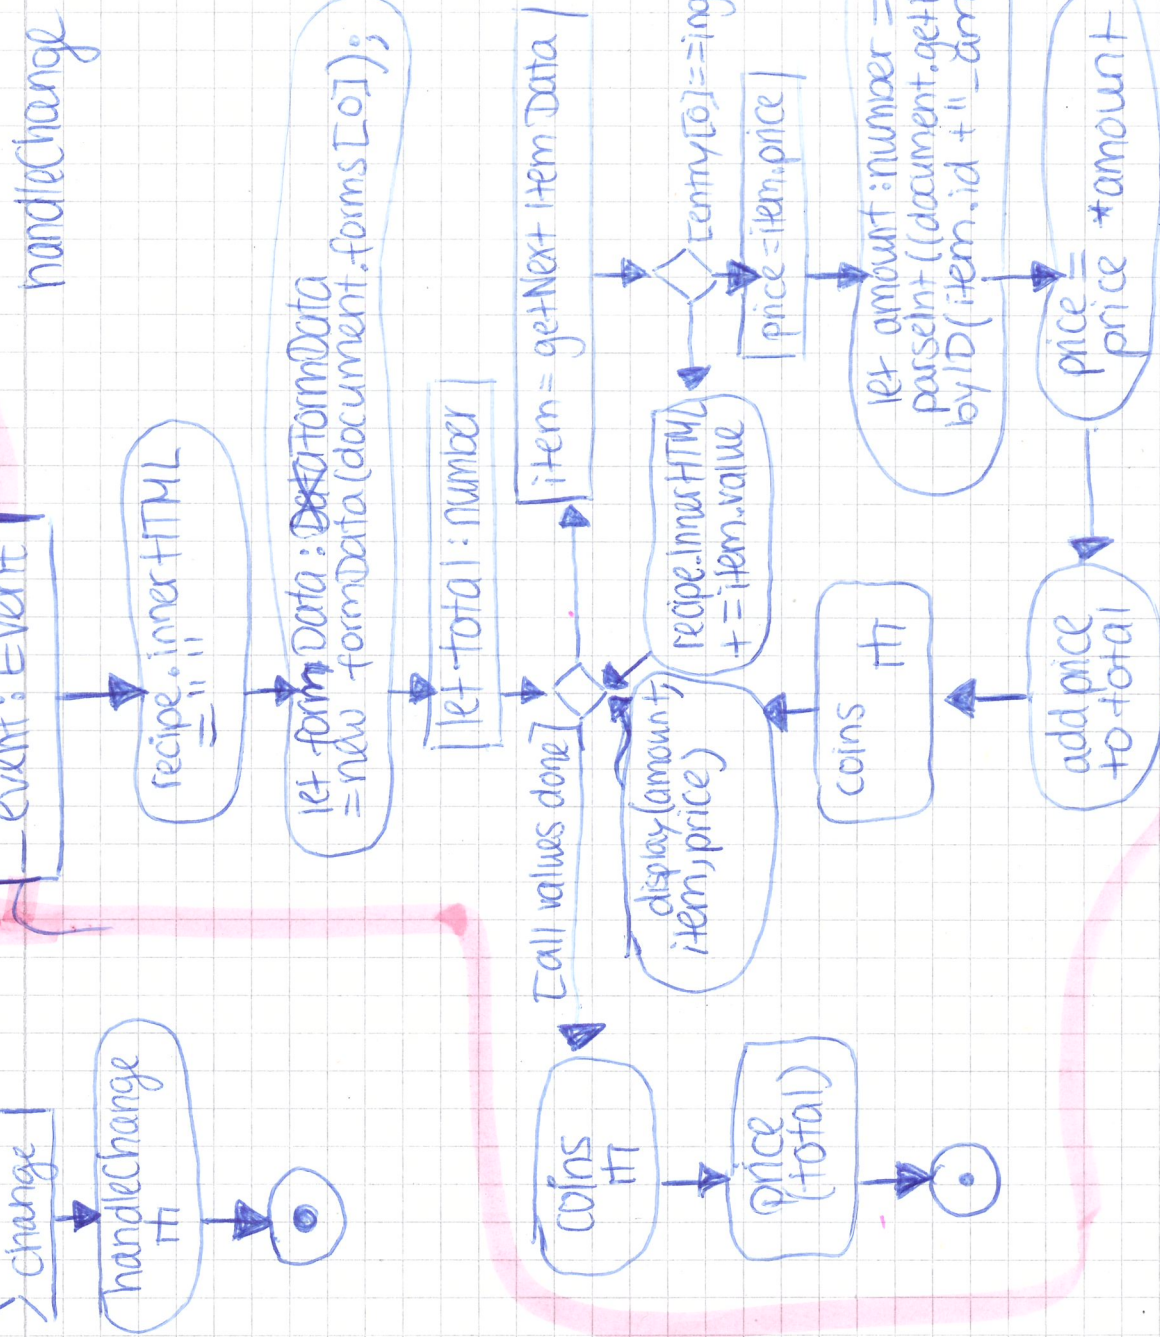 handleChange
_event: Event
recipe.innerHTML
= "
let formData: FormData
= new formData(document.forms[0]);
let total: number
[all values done]
item = getNextItemData
[entry[0]==
price = item.price
let amount: number =
parseInt((document.get
byID(item.id + "_am
price =
price *amount
add price
to total
coins
display(amount,
item, price)
recipe.innerHTML
+=item.value
change
handleChange
coins
price
(total)